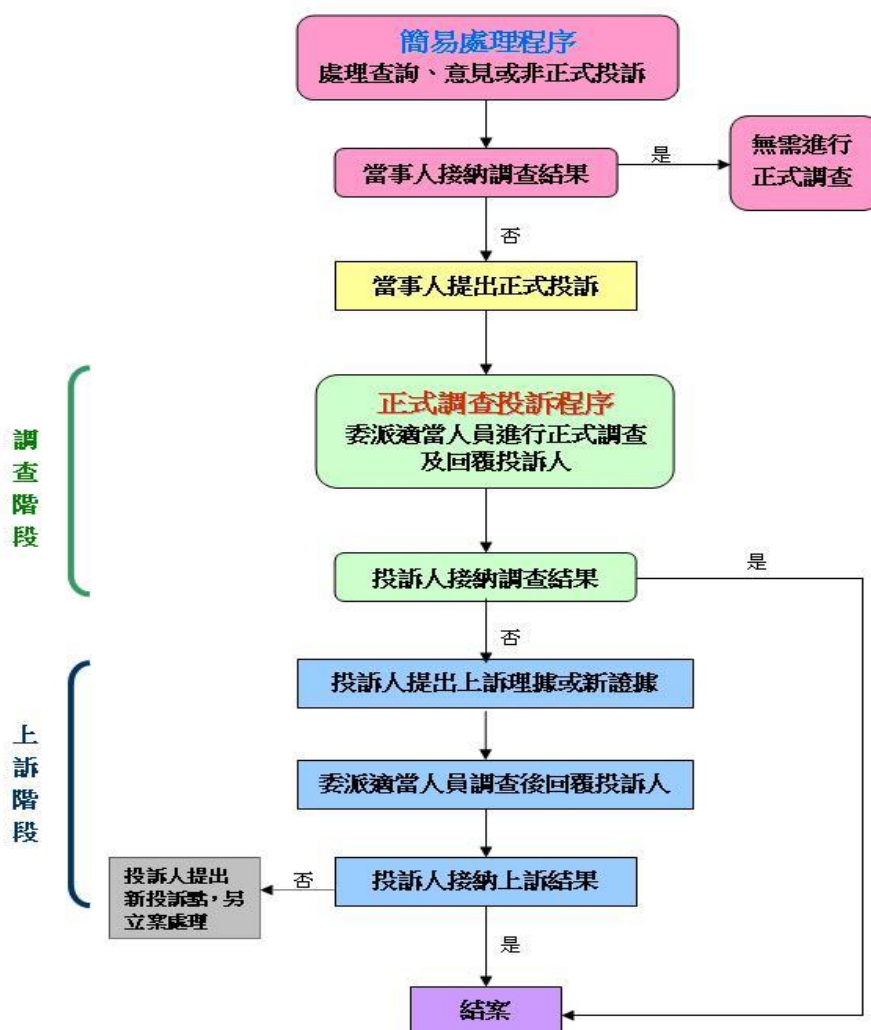 簡易處理程序
處理查詢、意見或非正式投訴
當事人接納調查結果
是
無需進行
正式調查
否
當事人提出正式投訴
調查階段
正式調查投訴程序
委派適當人員進行正式調查
及回覆投訴人
投訴人接納調查結果
是
否
上訴階段
投訴人提出上訴理據或新證據
委派適當人員調查後回覆投訴人
投訴人接納上訴結果
否
投訴人提出
新投訴點，另
立案處理
是
結案